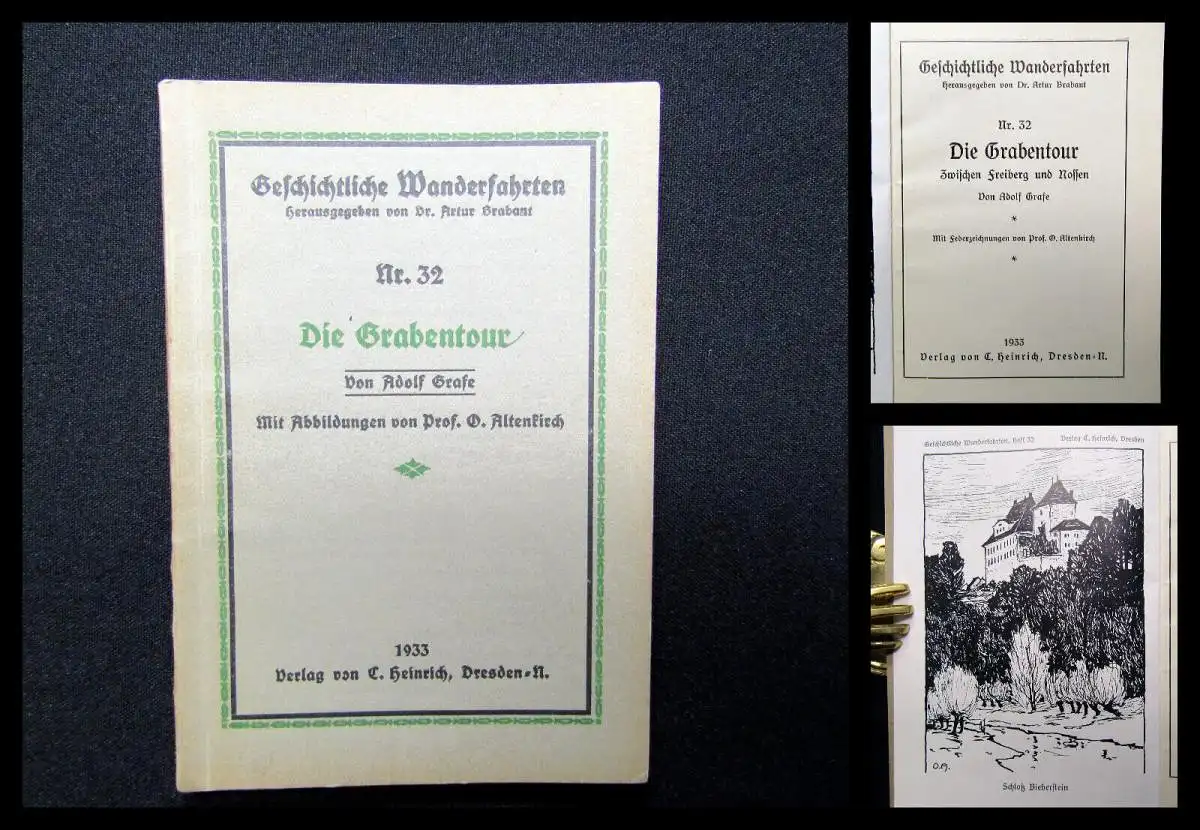 Geschichtliche Wanderfahrten
Herausgegeben von Dr. Artur Brabant
Nr. 32
Die Grabentour
Von Adolf Grafe
Mit Abbildungen von Prof. O. Altenkirch
1933
Verlag von C. Heinrich, Dresden-N.
Geschichtliche Wanderfahrten
Herausgegeben von Dr. Artur Brabant
Nr. 32
Die Grabentour
Zwischen Freiberg und Nossen
Von Adolf Grafe
*
Mit Federzeichnungen von Prof. O. Altenkirch
*
1933
Verlag von C. Heinrich, Dresden-N.
Geschichtliche Wanderfahrten, Heft 32 Verlag C. Heinrich, Dresden
O.A.
Schloß Bieberstein